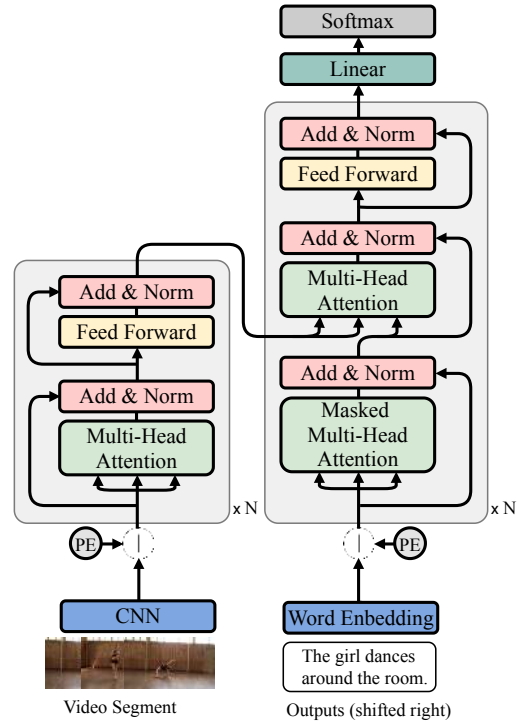 Softmax
Linear
Add & Norm
Feed Forward
Add & Norm
Multi-Head
Attention
Add & Norm
Masked
Multi-Head
Attention
x N
PE
Word Embedding
The girl dances
around the room.
Outputs (shifted right)
Add & Norm
Feed Forward
Add & Norm
Multi-Head
Attention
x N
PE
CNN
Video Segment